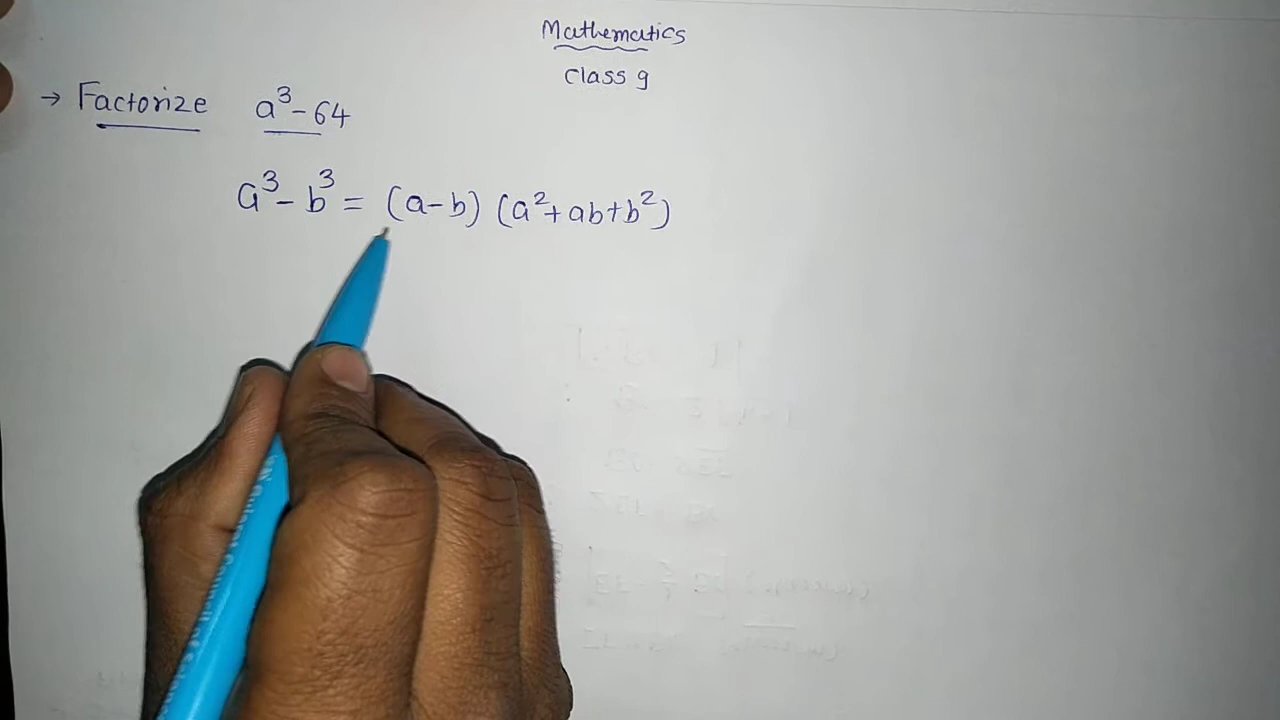 Mathematics
Class 9
→ Factorize a³-64
a³-b³ = (a-b) (a²+ab+b²)